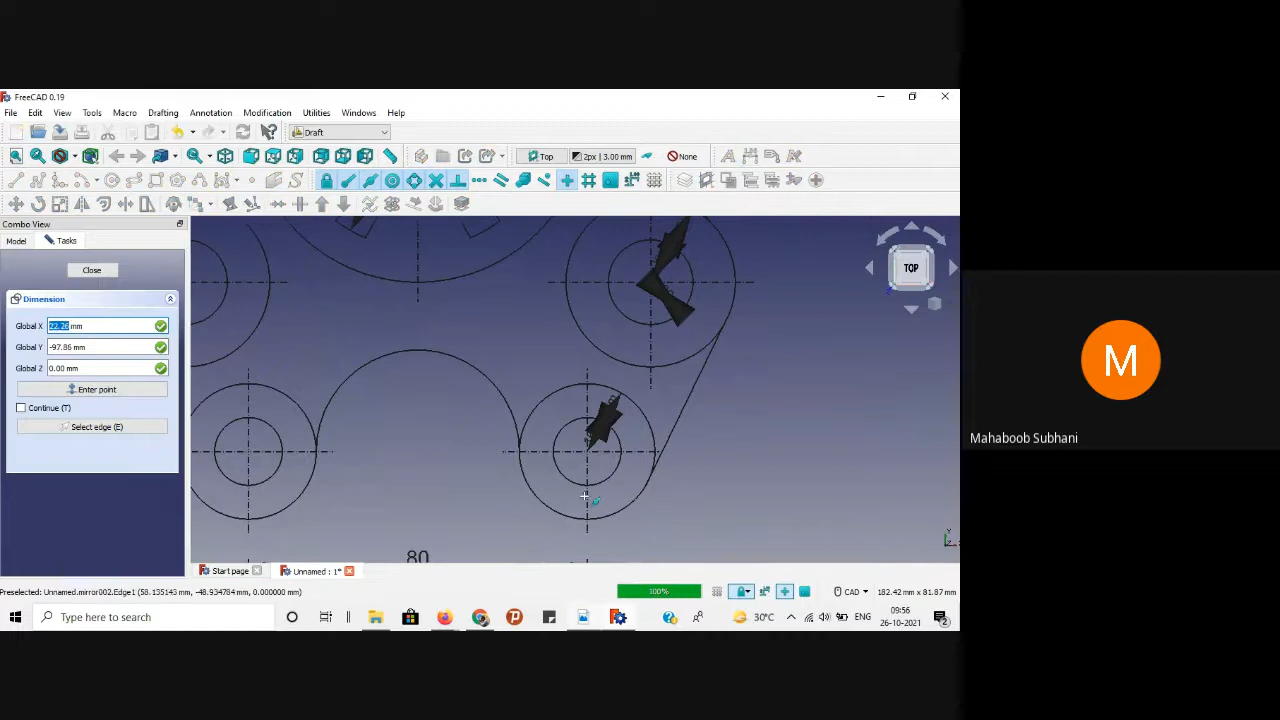 FreeCAD 0.19
File Edit View Tools Macro Drafting Annotation Modification Utilities Windows Help
Draft
Top 2px | 3.00 mm None
Combo View
Model Tasks
Close
TOP
Dimension
Global X 22.26 mm
Global Y -97.86 mm
Global Z 0.00 mm
Enter point
Continue (T)
Select edge (E)
Mahaboob Subhani
M
80
Y
Start page Unnamed : 1*
Preselected: Unnamed.mirror002.Edge1 (58.135143 mm, -48.934784 mm, 0.000000 mm) 100% CAD 182.42 mm x 81.87 mm
Type here to search 30°C ENG 09:56
26-10-2021
2